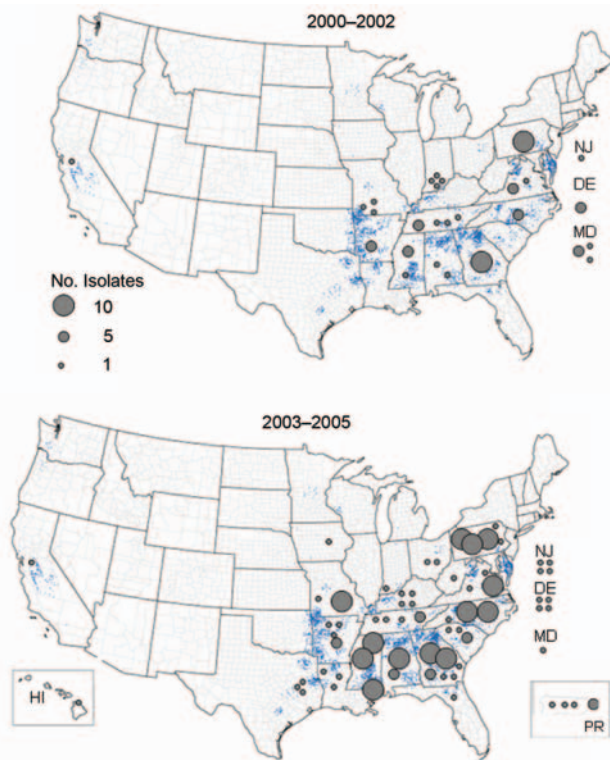 2000–2002
NJ
DE
MD
No. Isolates
10
5
1
2003–2005
NJ
DE
MD
HI
PR